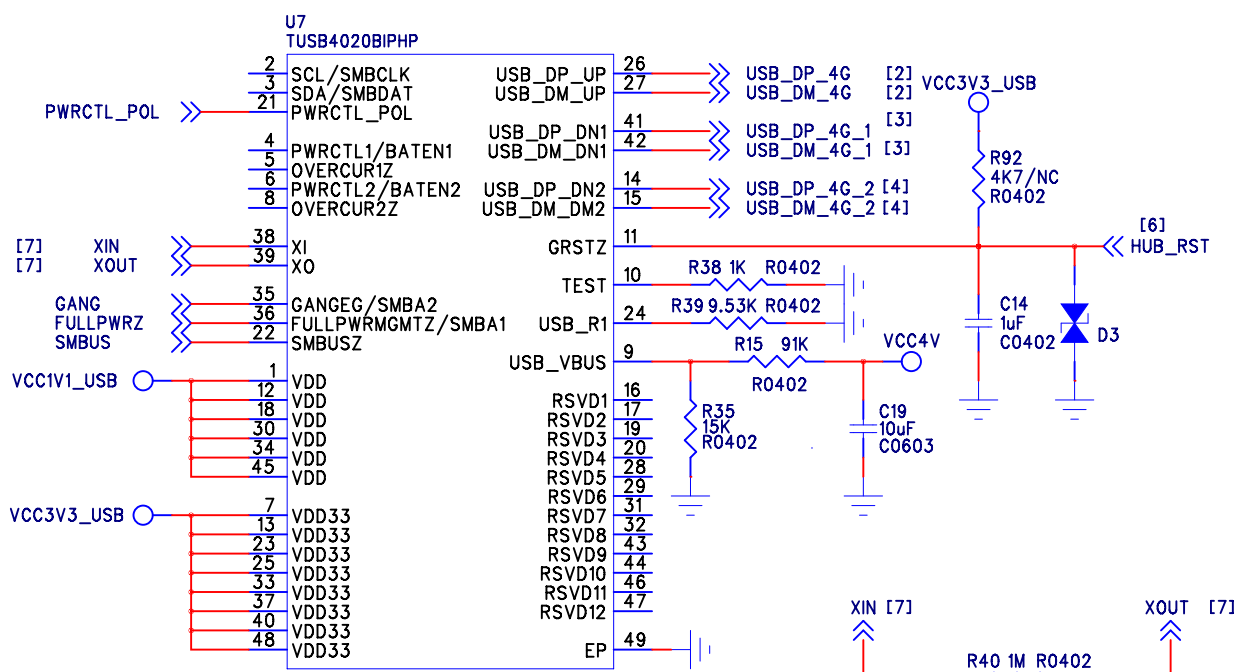 U7
TUSB4020BIPHP
2 SCL/SMBCLK USB_DP_UP 26 USB_DP_4G [2]
3 SDA/SMBDAT USB_DM_UP 27 USB_DM_4G [2]
VCC3V3_USB
PWRCTL_POL 21 PWRCTL_POL
[3]
USB_DP_DN1 41 USB_DP_4G_1
4 PWRCTL1/BATEN1 USB_DM_DN1 42 USB_DM_4G_1 [3]
5 OVERCUR1Z
6 PWRCTL2/BATEN2 USB_DP_DN2 14 USB_DP_4G_2 [4]
8 OVERCUR2Z USB_DM_DM2 15 USB_DM_4G_2 [4]
R92
4K7/NC
R0402
[6]
HUB_RST
[7] XIN 38 XI GRSTZ 11
[7] XOUT 39 XO
TEST 10 R38 1K R0402
GANG 35 GANGEG/SMBA2
FULLPWRZ 36 FULLPWRMGMTZ/SMBA1 USB_R1 24 R39 9.53K R0402
SMBUS 22 SMBUSZ
C14
1uF
C0402
D3
USB_VBUS 9 R15 91K VCC4V
R0402
R35
15K
R0402
C19
10uF
C0603
VCC1V1_USB 1 VDD
12 VDD RSVD1 16
18 VDD RSVD2 17
30 VDD RSVD3 19
34 VDD RSVD4 20
45 VDD RSVD5 28
RSVD6 29
VCC3V3_USB 7 VDD33 RSVD7 31
13 VDD33 RSVD8 32
23 VDD33 RSVD9 43
25 VDD33 RSVD10 44
33 VDD33 RSVD11 46
37 VDD33 RSVD12 47
40 VDD33
48 VDD33 EP 49
XIN [7] XOUT [7]
R40 1M R0402